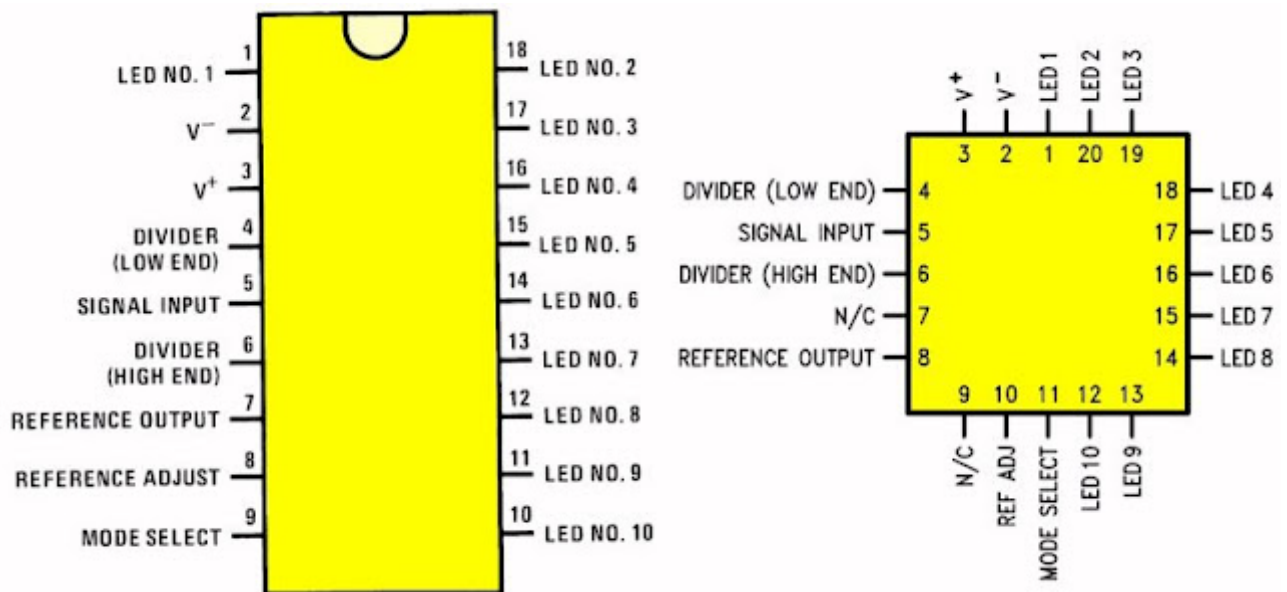 1
LED NO. 1
2
V⁻
3
V⁺
DIVIDER
4
(LOW END)
5
SIGNAL INPUT
DIVIDER
6
(HIGH END)
7
REFERENCE OUTPUT
8
REFERENCE ADJUST
9
MODE SELECT
18
LED NO. 2
17
LED NO. 3
16
LED NO. 4
15
LED NO. 5
14
LED NO. 6
13
LED NO. 7
12
LED NO. 8
11
LED NO. 9
10
LED NO. 10
V⁺
V⁻
LED 1
LED 2
LED 3
3 2 1 20 19
DIVIDER (LOW END) 4
18 LED 4
SIGNAL INPUT 5
17 LED 5
DIVIDER (HIGH END) 6
16 LED 6
N/C 7
15 LED 7
REFERENCE OUTPUT 8
14 LED 8
9 10 11 12 13
N/C
REF ADJ
MODE SELECT
LED 10
LED 9